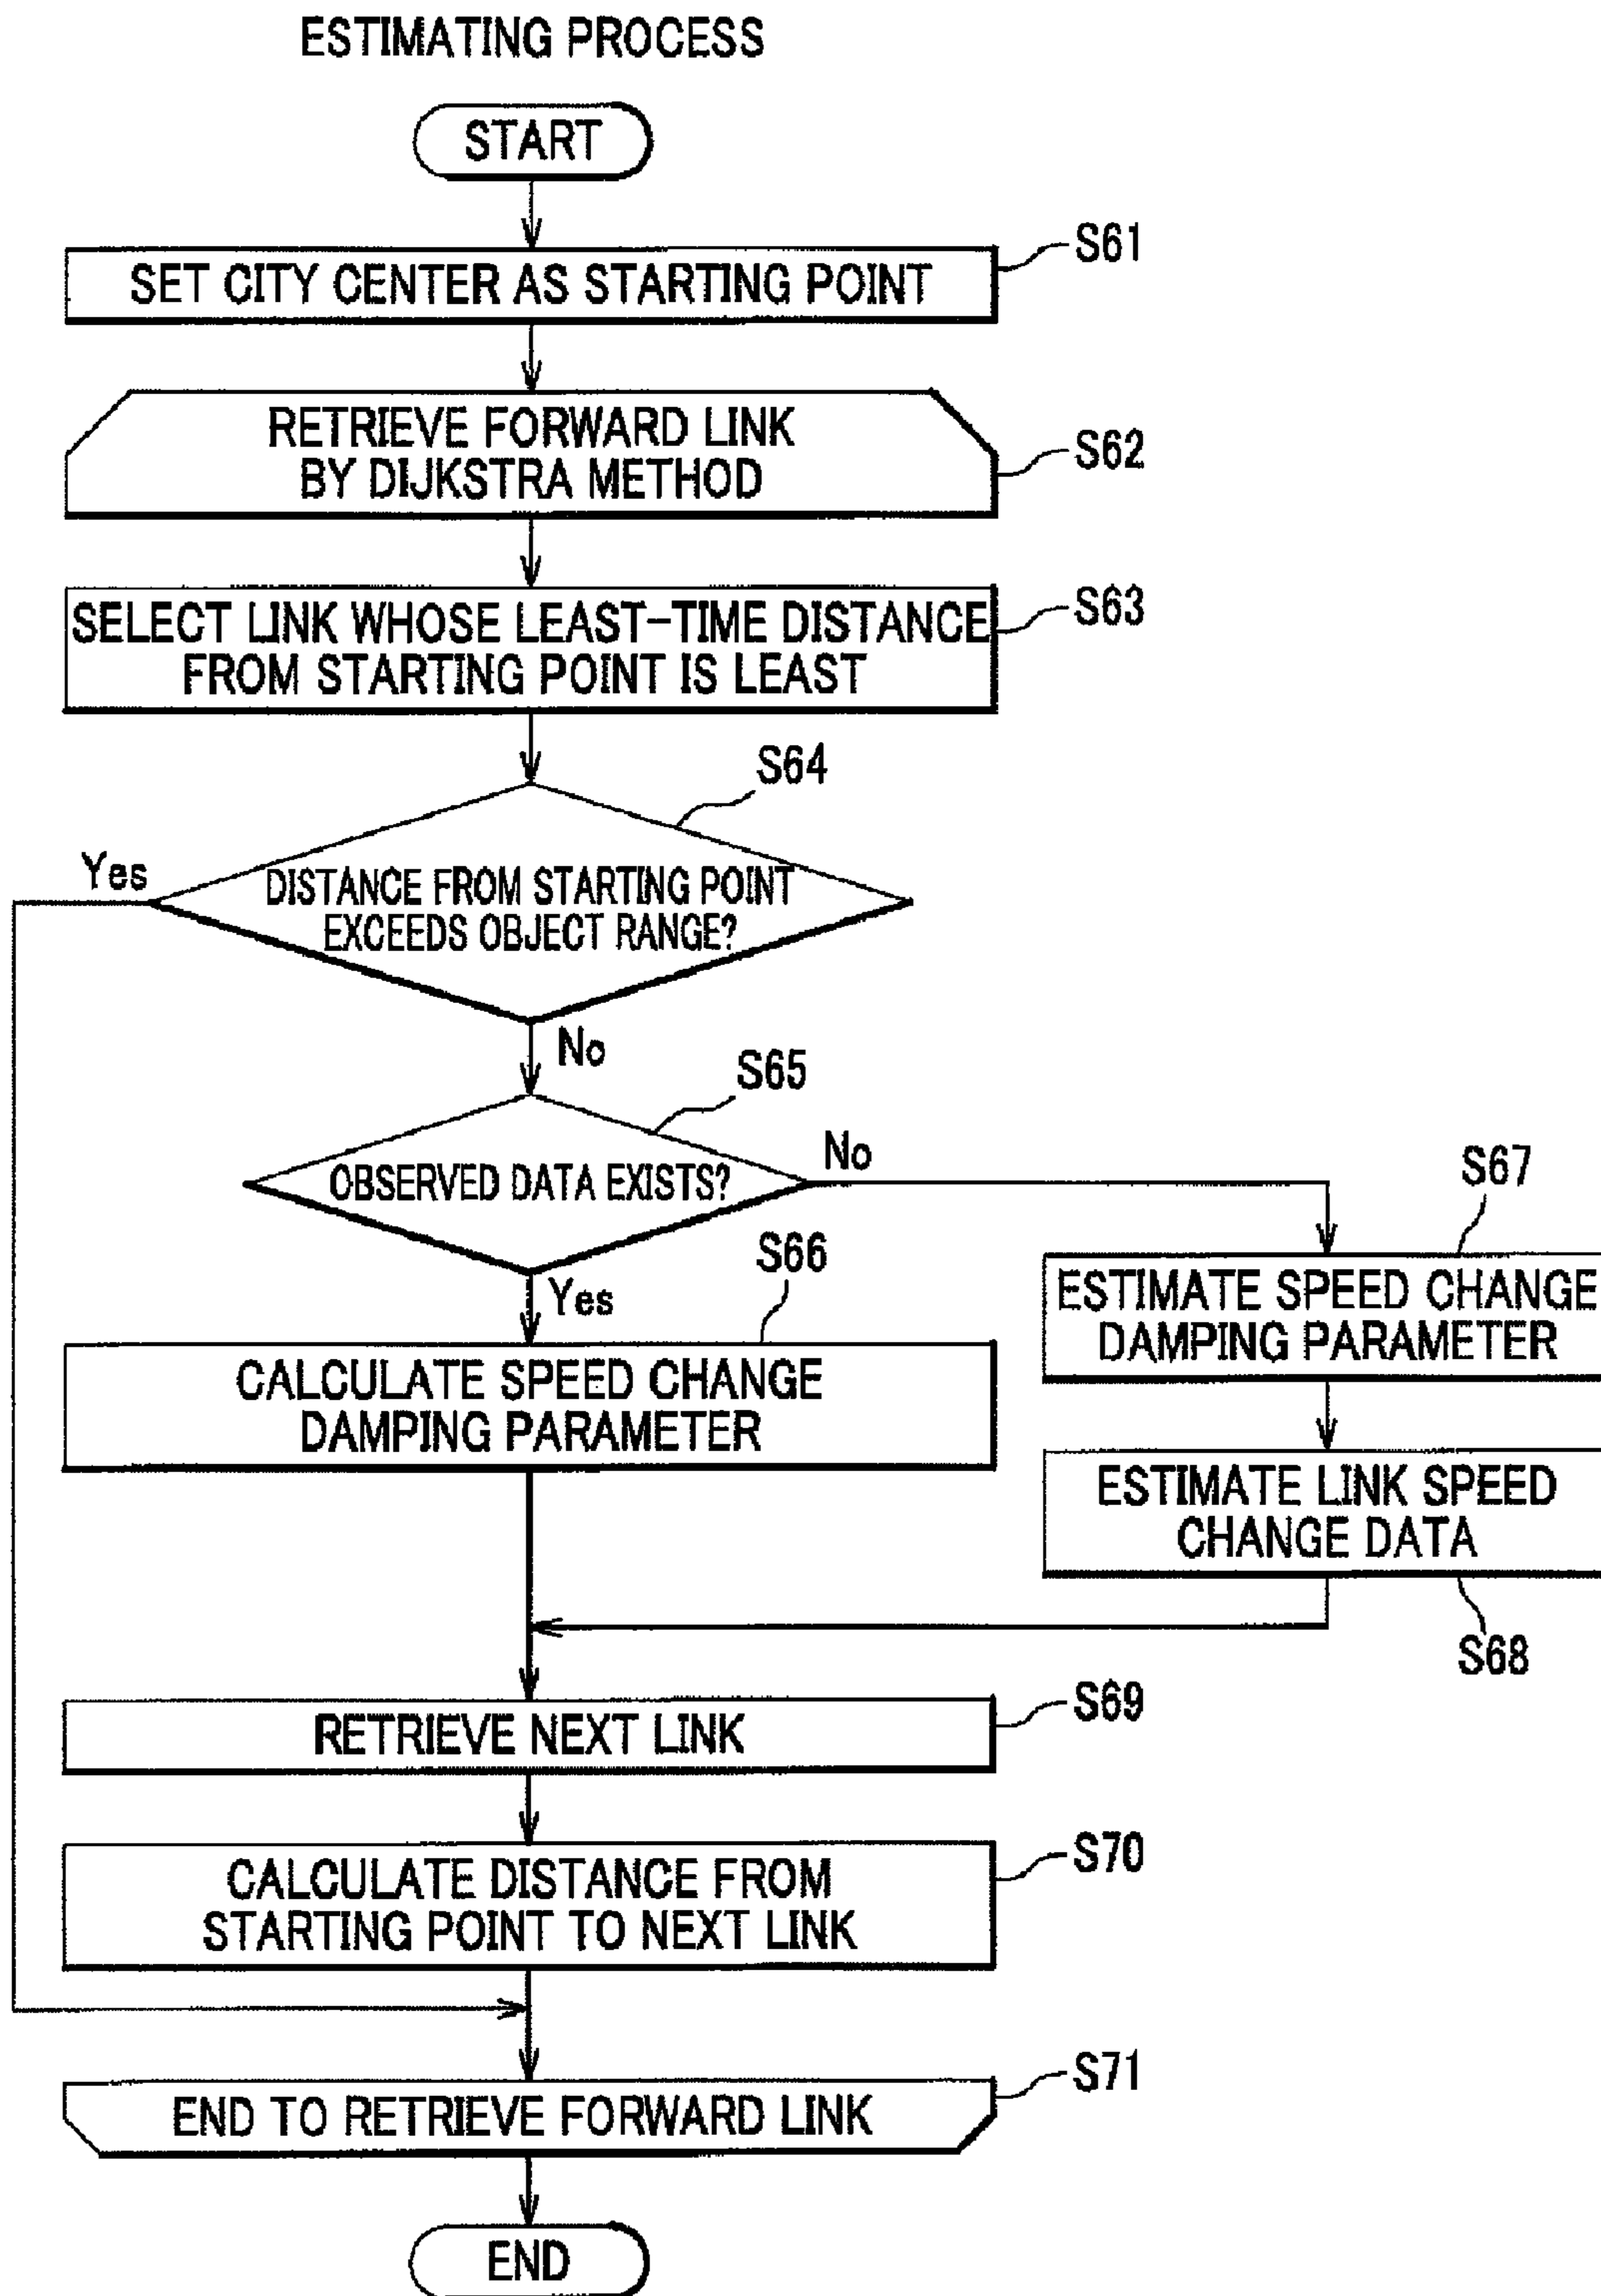 ESTIMATING PROCESS
START
S61
SET CITY CENTER AS STARTING POINT
RETRIEVE FORWARD LINK
BY DIJKSTRA METHOD
S62
SELECT LINK WHOSE LEAST-TIME DISTANCE
FROM STARTING POINT IS LEAST
S63
S64
Yes
DISTANCE FROM STARTING POINT
EXCEEDS OBJECT RANGE?
No
S65
OBSERVED DATA EXISTS?
No
S67
Yes
S66
ESTIMATE SPEED CHANGE
DAMPING PARAMETER
CALCULATE SPEED CHANGE
DAMPING PARAMETER
ESTIMATE LINK SPEED
CHANGE DATA
S68
S69
RETRIEVE NEXT LINK
S70
CALCULATE DISTANCE FROM
STARTING POINT TO NEXT LINK
S71
END TO RETRIEVE FORWARD LINK
END